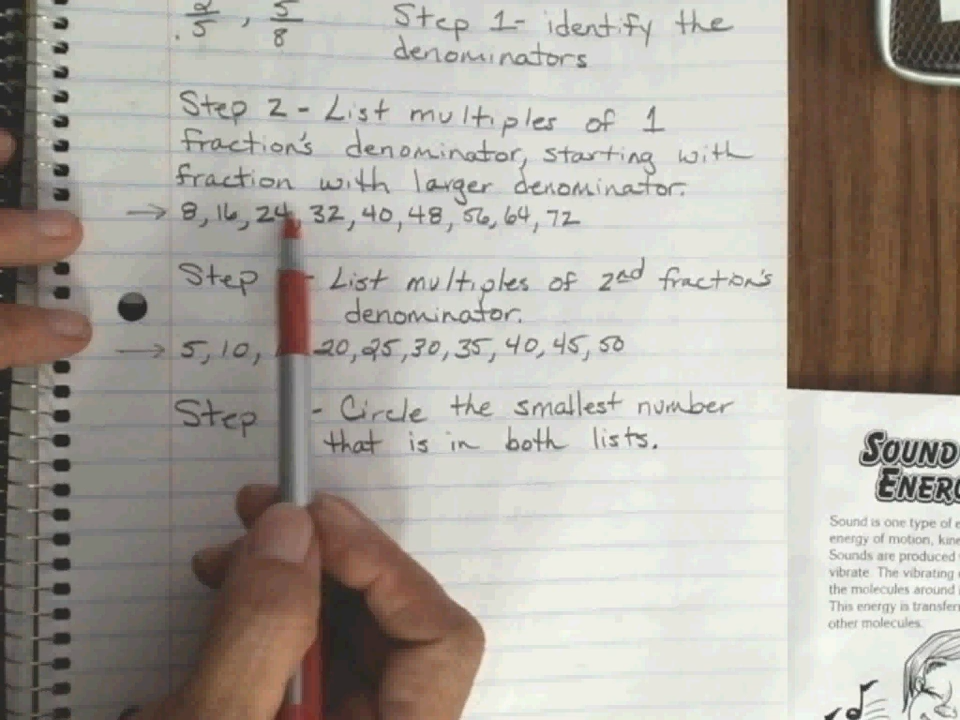 2/5 , 5/8
Step 1- identify the
denominators
Step 2 - List multiples of 1
fraction's denominator, starting with
fraction with larger denominator.
→ 8, 16, 24, 32, 40, 48, 56, 64, 72
Step - List multiples of 2nd fraction's
denominator.
→ 5, 10, 20, 25, 30, 35, 40, 45, 50
Step - Circle the smallest number
that is in both lists.
SOUND
ENERG
Sound is one type of e
energy of motion, kine
Sounds are produced
vibrate. The vibrating
the molecules around
This energy is transfer
other molecules.